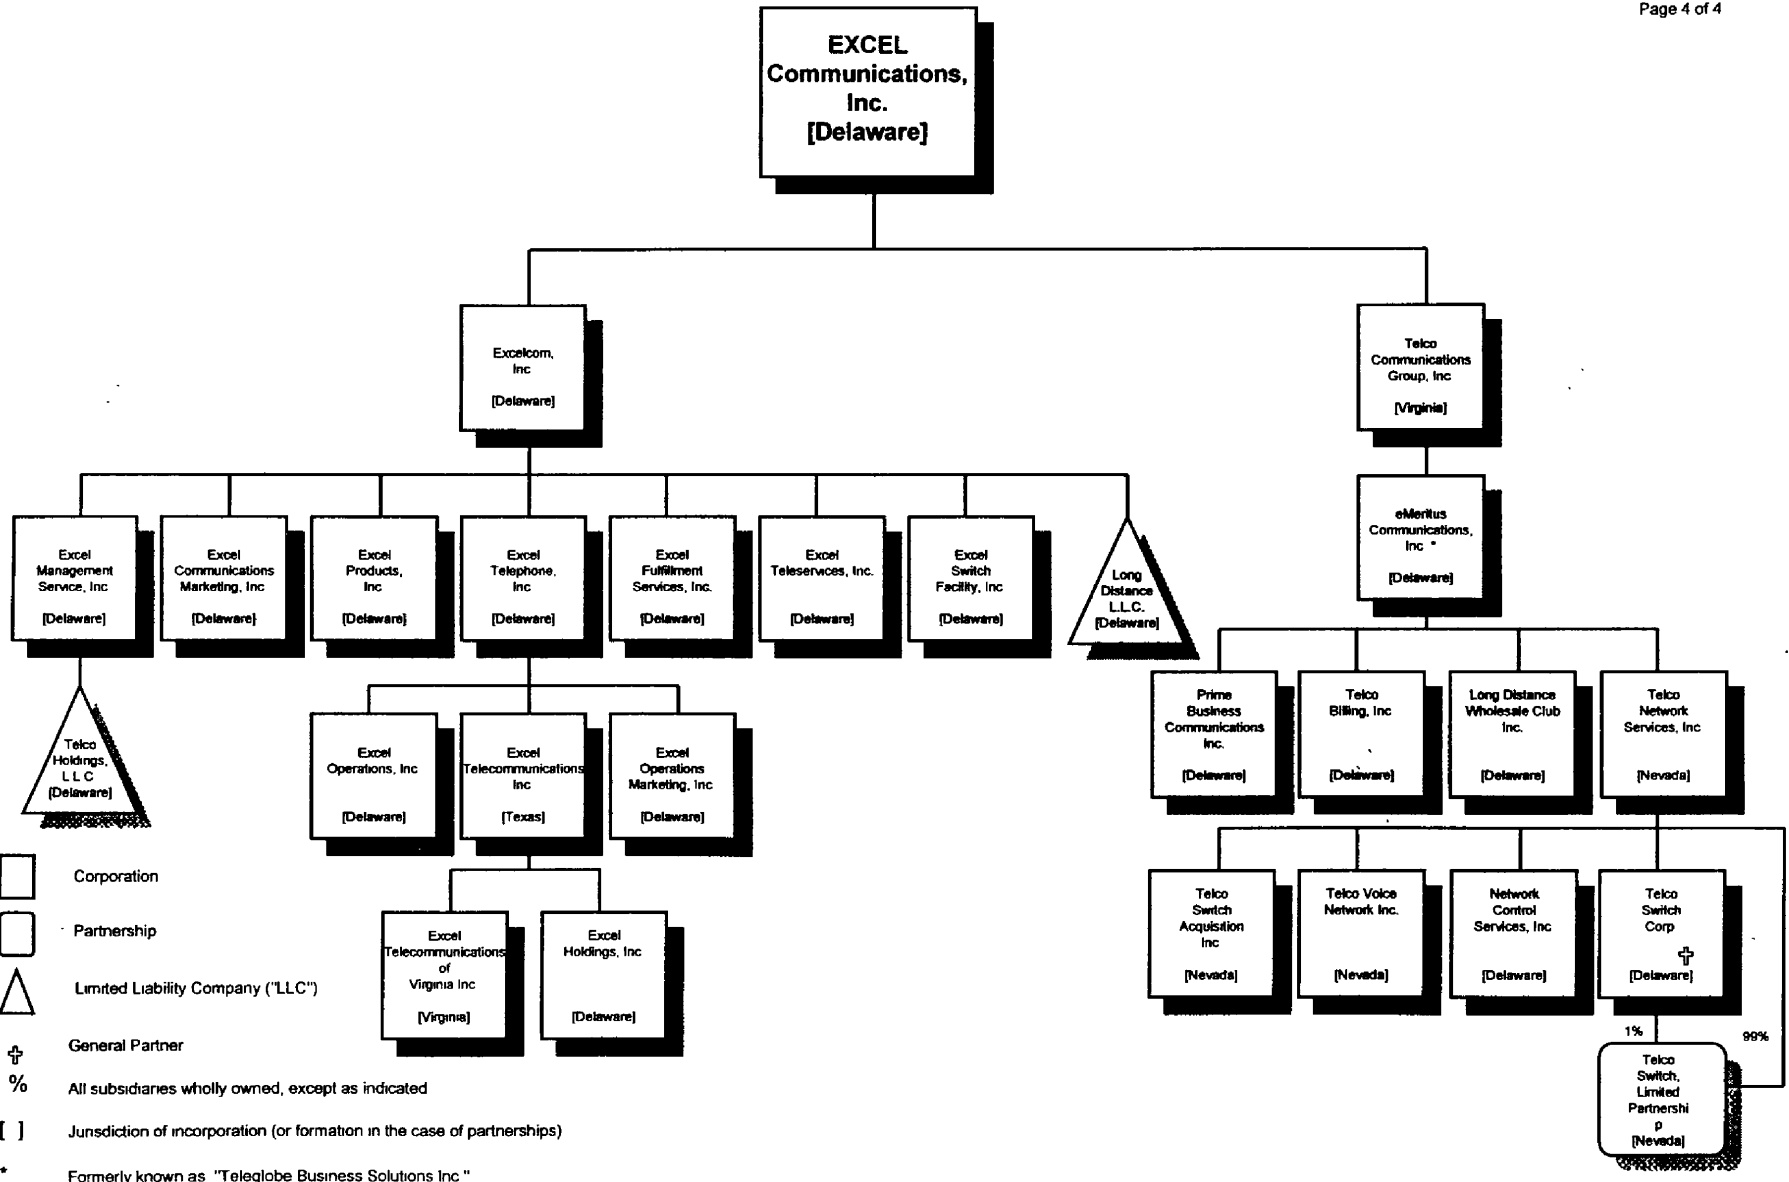 Page 4 of 4
EXCEL
Communications,
Inc.
[Delaware]
Excelcom,
Inc
[Delaware]
Telco
Communications
Group, Inc
[Virginia]
eMeritus
Communications,
Inc *
[Delaware]
Excel
Management
Service, Inc
[Delaware]
Excel
Communications
Marketing, Inc
[Delaware]
Excel
Products,
Inc
[Delaware]
Excel
Telephone,
Inc
[Delaware]
Excel
Fulfillment
Services, Inc.
[Delaware]
Excel
Teleservices, Inc.
[Delaware]
Excel
Switch
Facility, Inc
[Delaware]
Long
Distance
L.L.C.
[Delaware]
Telco
Holdings,
L L C
[Delaware]
Excel
Operations, Inc
[Delaware]
Excel
Telecommunications
Inc
[Texas]
Excel
Operations
Marketing, Inc
[Delaware]
Prime
Business
Communications
Inc.
[Delaware]
Telco
Billing, Inc
[Delaware]
Long Distance
Wholesale Club
Inc.
[Delaware]
Telco
Network
Services, Inc
[Nevada]
Excel
Telecommunications
of
Virginia Inc
[Virginia]
Excel
Holdings, Inc
[Delaware]
Telco
Switch
Acquisition
Inc
[Nevada]
Telco Voice
Network Inc.
[Nevada]
Network
Control
Services, Inc
[Delaware]
Telco
Switch
Corp
✞
[Delaware]
1%
99%
Telco
Switch,
Limited
Partnershi
p
[Nevada]
Corporation
Partnership
Limited Liability Company ("LLC")
✞ General Partner
% All subsidiaries wholly owned, except as indicated
[ ] Jurisdiction of incorporation (or formation in the case of partnerships)
* Formerly known as "Teleglobe Business Solutions Inc "